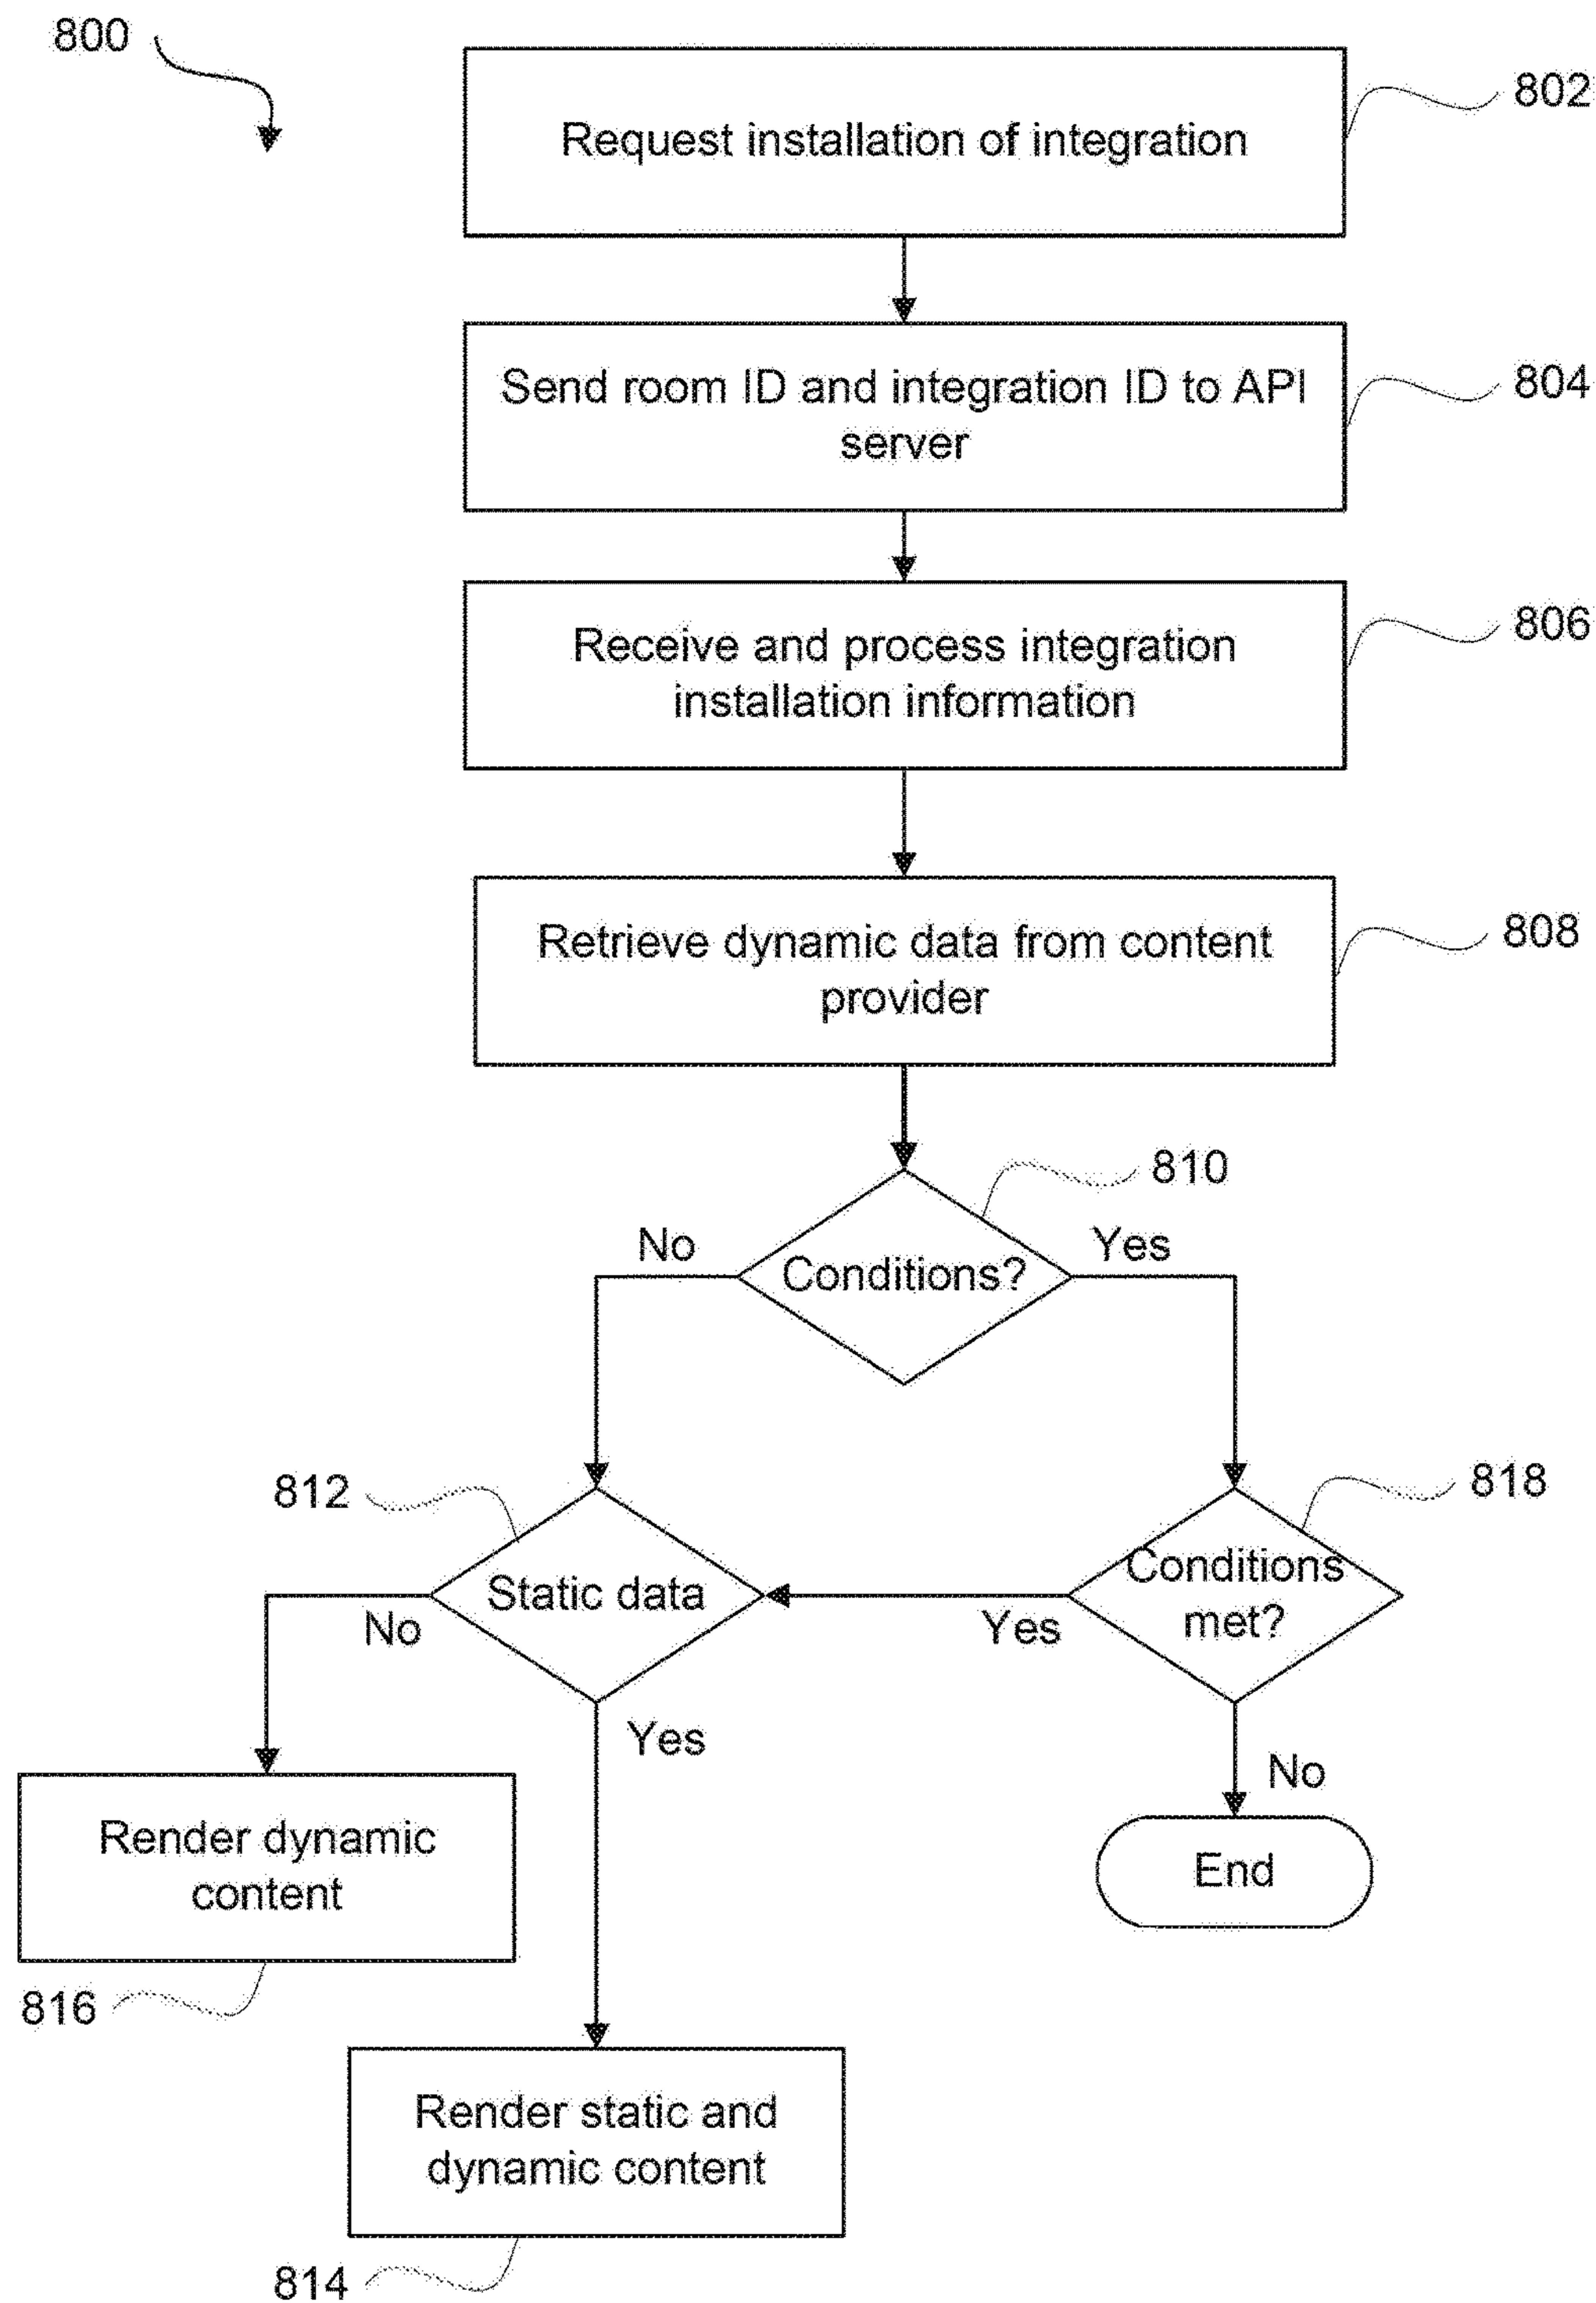 800
802
Request installation of integration
804
Send room ID and integration ID to API
server
806
Receive and process integration
installation information
808
Retrieve dynamic data from content
provider
810
No
Yes
Conditions?
812
818
Static data
Conditions
met?
No
Yes
Yes
No
Render dynamic
content
End
816
Render static and
dynamic content
814